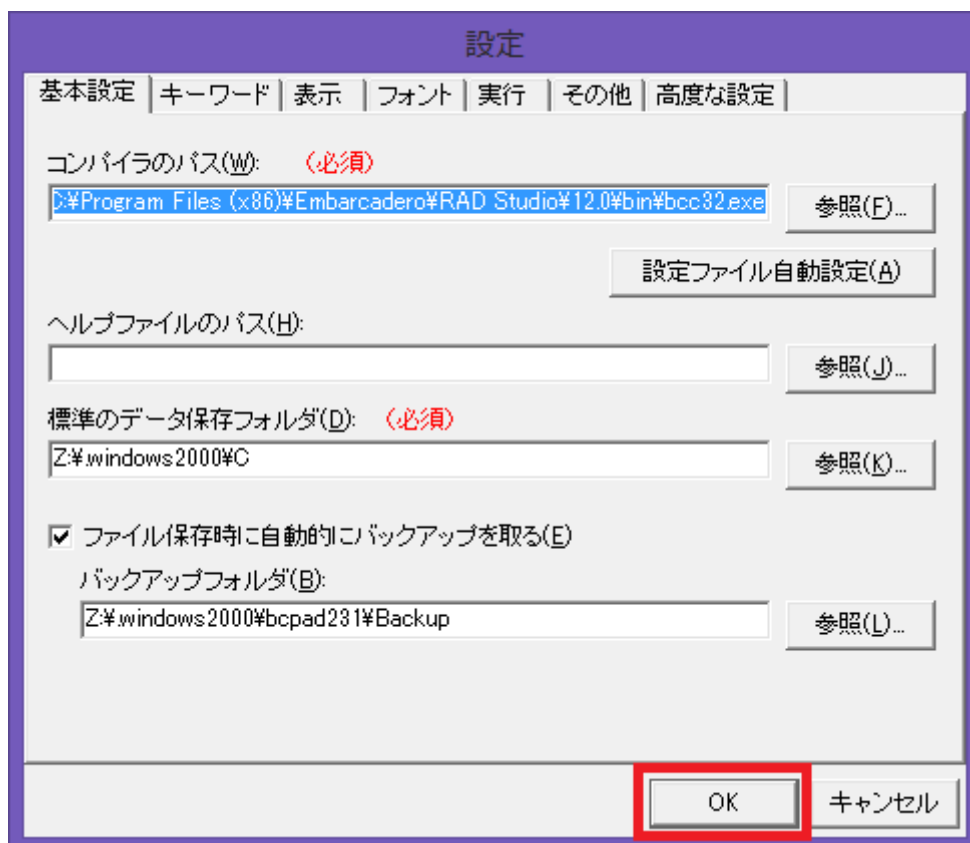 設定
基本設定 キーワード 表示 フォント 実行 その他 高度な設定
コンパイラのパス(W): (必須)
C:¥Program Files (x86)¥Embarcadero¥RAD Studio¥12.0¥bin¥bcc32.exe 参照(F)...
設定ファイル自動設定(A)
ヘルプファイルのパス(H):
参照(J)...
標準のデータ保存フォルダ(D): (必須)
Z:¥.windows2000¥C 参照(K)...
ファイル保存時に自動的にバックアップを取る(E)
バックアップフォルダ(B):
Z:¥.windows2000¥bcpad231¥Backup 参照(L)...
OK キャンセル